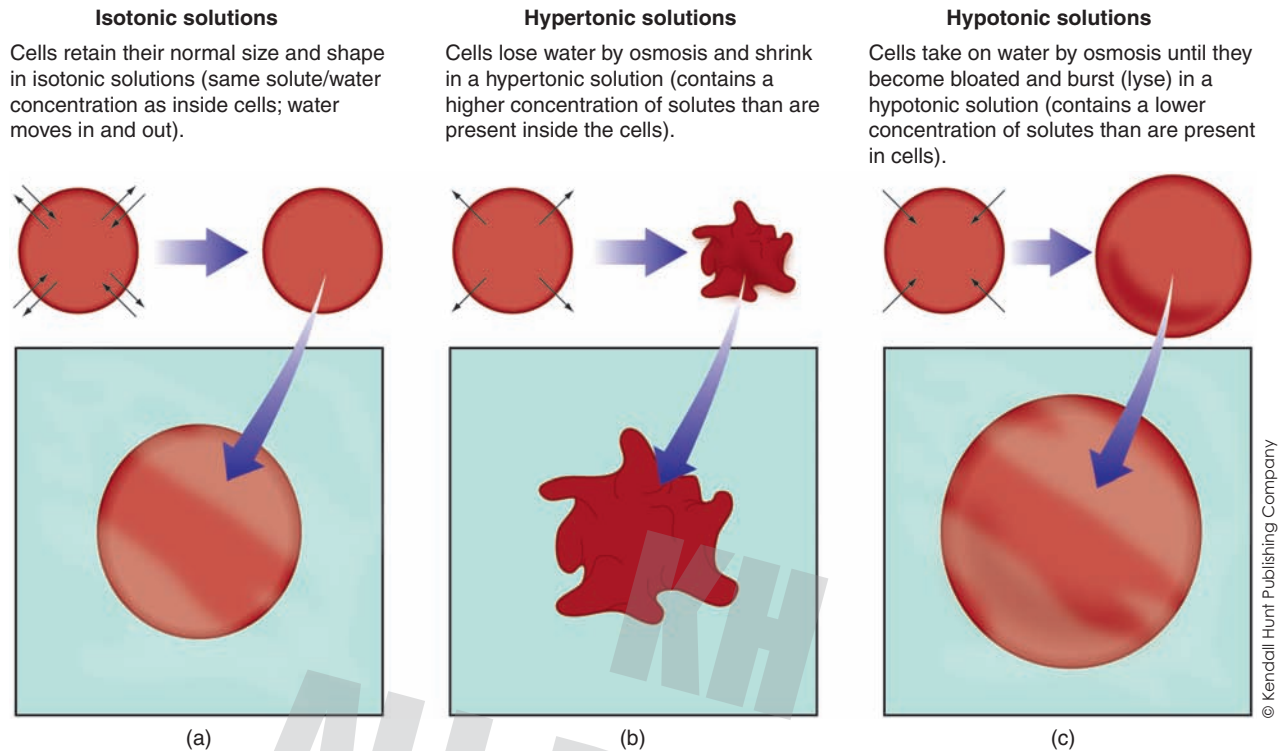 Isotonic solutions
Cells retain their normal size and shape
in isotonic solutions (same solute/water
concentration as inside cells; water
moves in and out).
Hypertonic solutions
Cells lose water by osmosis and shrink
in a hypertonic solution (contains a
higher concentration of solutes than are
present inside the cells).
Hypotonic solutions
Cells take on water by osmosis until they
become bloated and burst (lyse) in a
hypotonic solution (contains a lower
concentration of solutes than are present
in cells).
(a)
(b)
(c)
© Kendall Hunt Publishing Company
KH